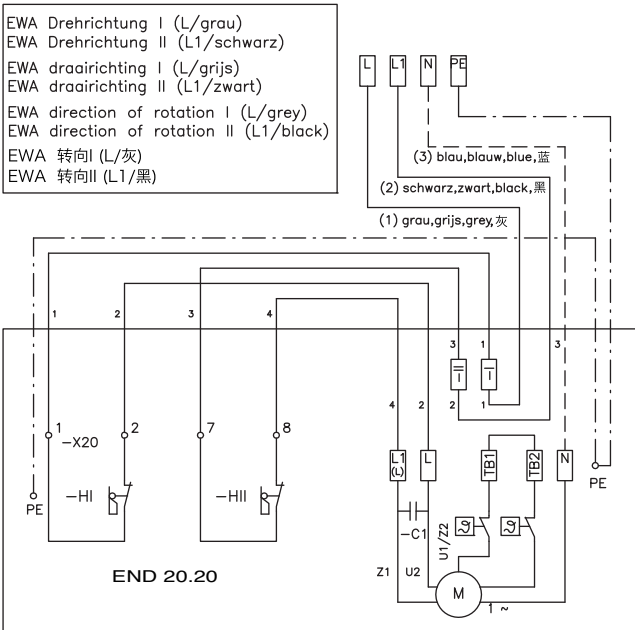 EWA Drehrichtung I (L/grau)
EWA Drehrichtung II (L1/schwarz)
EWA draairichting I (L/grijs)
EWA draairichting II (L1/zwart)
EWA direction of rotation I (L/grey)
EWA direction of rotation II (L1/black)
EWA 转向I (L/灰)
EWA 转向II (L1/黑)
L L1 N PE
(3) blau,blauw,blue,蓝
(2) schwarz,zwart,black,黑
(1) grau,grijs,grey,灰
1 2 3 4 3 1 3
-II -I
4 2 2 1
1 2 7 8
-X20
L1 (L) L TB1 TB2 N
PE
-HI -HII
PE
ϑ ϑ
-C1
U1/Z2
END 20.20
Z1 U2
M
1 ~